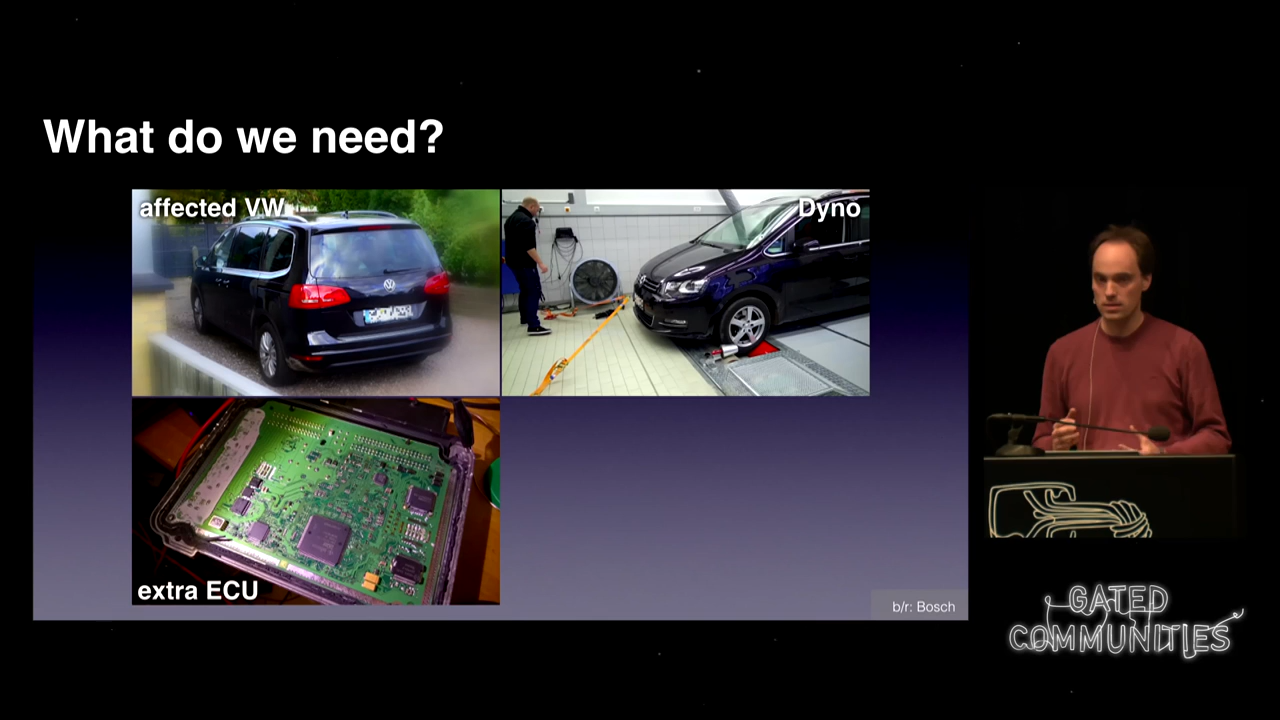 What do we need?
affected VW
Dyno
extra ECU
b/r: Bosch
GATED
COMMUNITIES